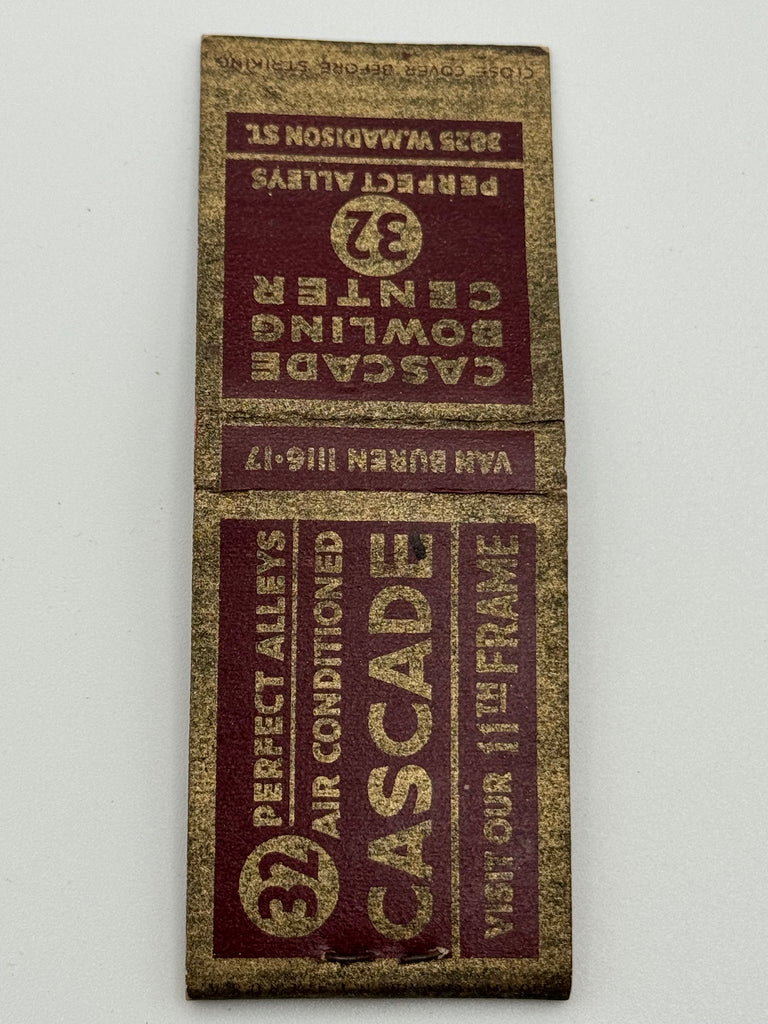 CLOSE COVER BEFORE STRIKING
3825 W. MADISON ST.
PERFECT ALLEYS
32
CASCADE
BOWLING
CENTER
VAN BUREN 1116·17
32 PERFECT ALLEYS
AIR CONDITIONED
CASCADE
VISIT OUR 11TH FRAME